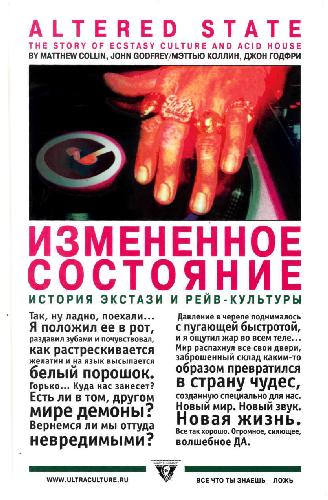 ALTERED STATE
THE STORY OF ECSTASY CULTURE AND ACID HOUSE
BY MATTHEW COLLIN, JOHN GODFREY/МЭТТЬЮ КОЛЛИН, ДЖОН ГОДФРИ
ИЗМЕНЕННОЕ
СОСТОЯНИЕ
ИСТОРИЯ ЭКСТАЗИ И РЕЙВ-КУЛЬТУРЫ
Так, ну ладно, поехали...
Я положил ее в рот,
раздавил зубами и почувствовал,
как растрескивается
желатин и на язык высыпается
белый порошок.
Горько... Куда нас занесет?
Есть ли в том, другом
мире демоны?
Вернемся ли мы оттуда
невредимыми?
Давление в черепе поднималось
с пугающей быстротой,
и я ощутил жар во всем теле...
Мир распахнул все свои двери,
заброшенный склад каким-то
образом превратился
в страну чудес,
созданную специально для нас.
Новый мир. Новый звук.
Новая жизнь.
Все так хорошо. Огромное, сияющее,
волшебное ДА.
WWW.ULTRACULTURE.RU
ВСЕ ЧТО ТЫ ЗНАЕШЬ ЛОЖЬ